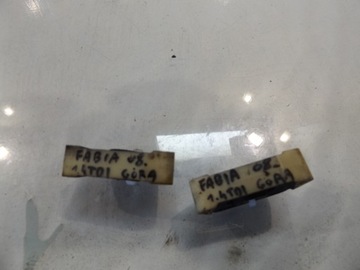 FABIA 08.
1.4TDI GÓRA
FABIA 08-
1.4TDI GÓRA